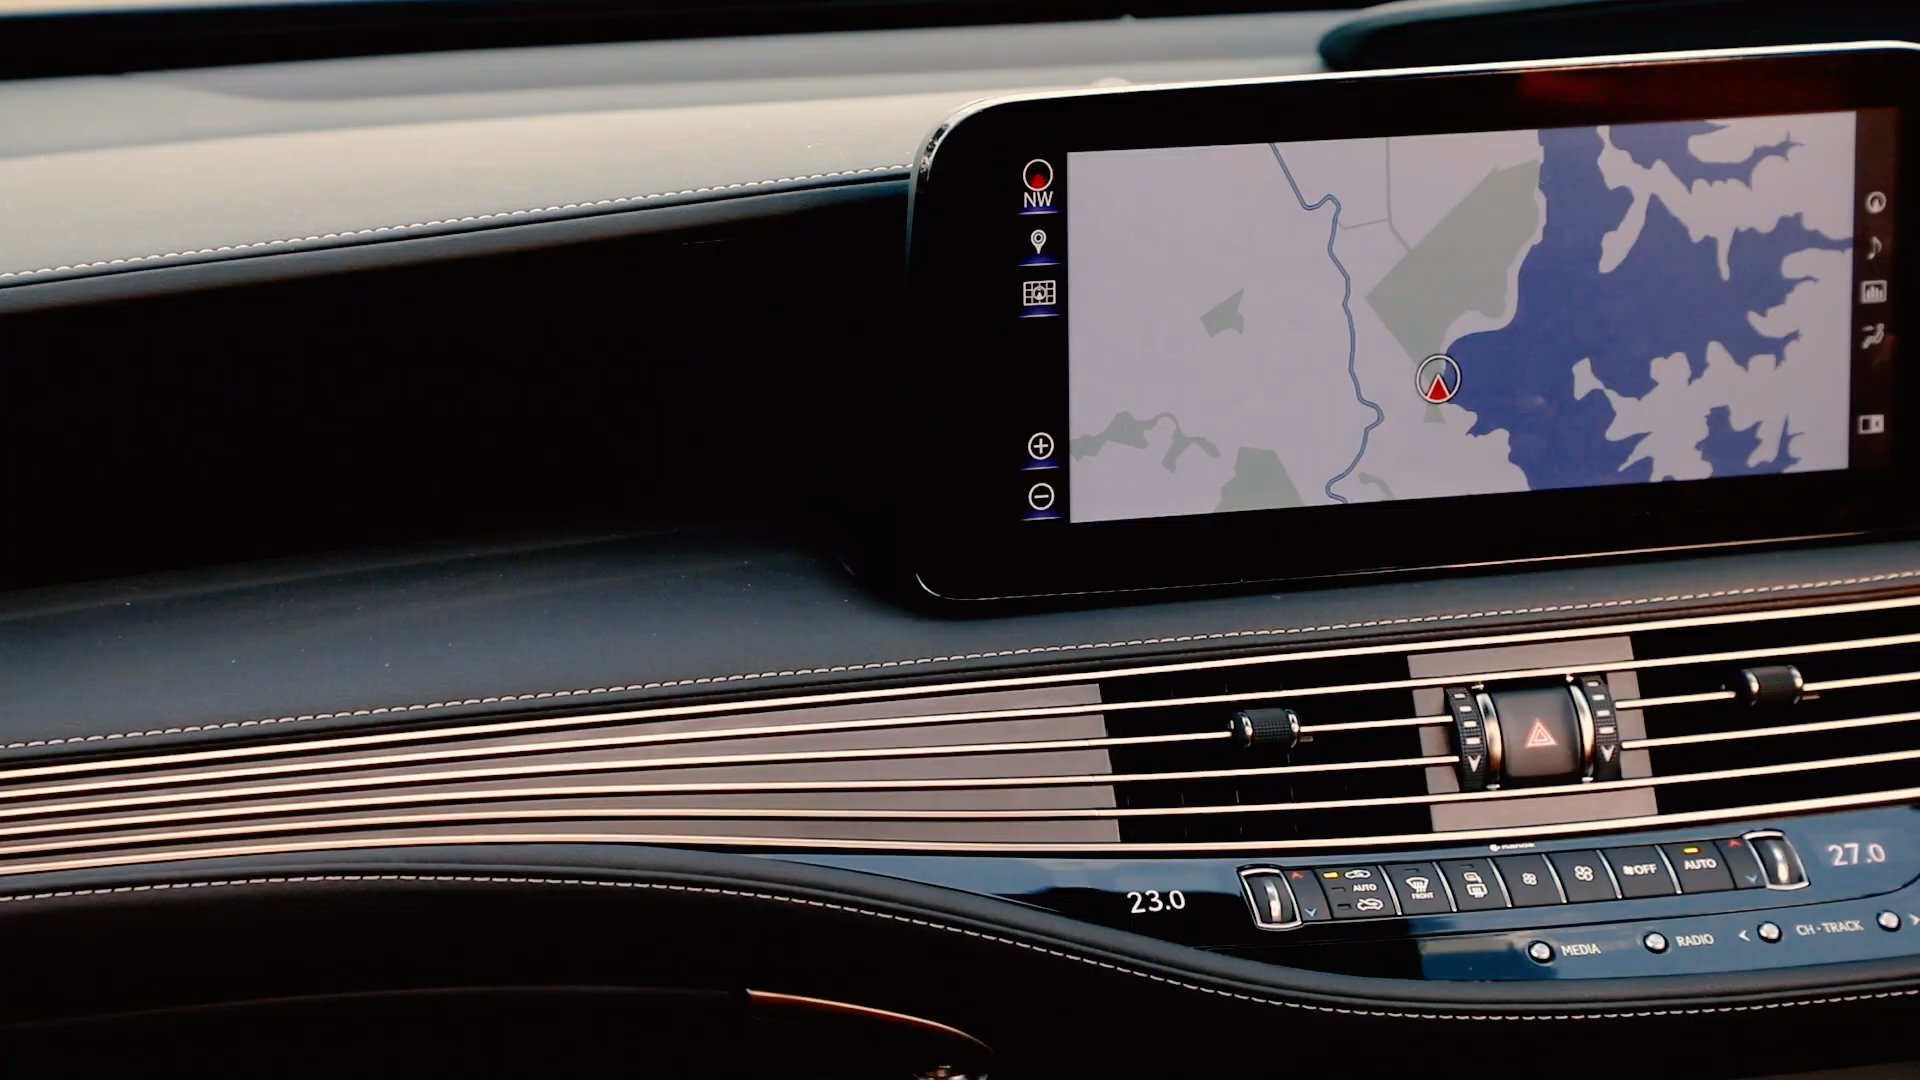 NW
23.0
AUTO
FRONT
OFF
AUTO
27.0
MEDIA
RADIO
CH·TRACK